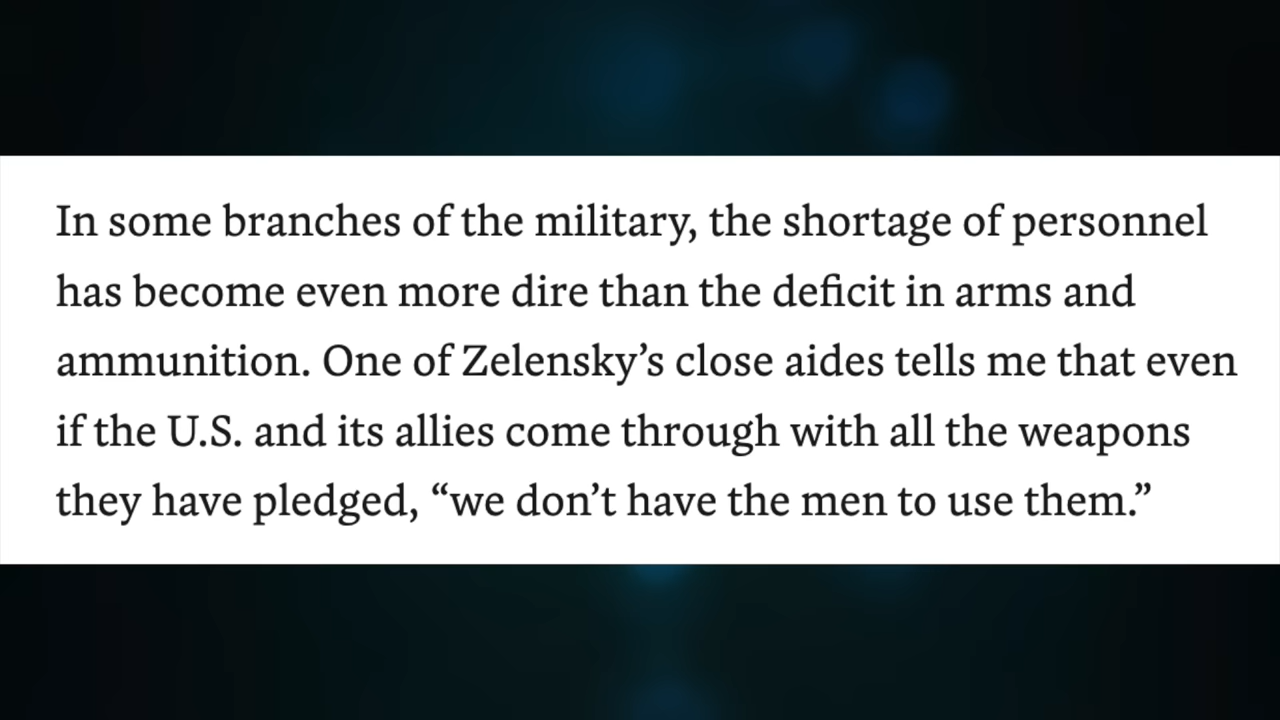 In some branches of the military, the shortage of personnel
has become even more dire than the deficit in arms and
ammunition. One of Zelensky’s close aides tells me that even
if the U.S. and its allies come through with all the weapons
they have pledged, “we don’t have the men to use them.”